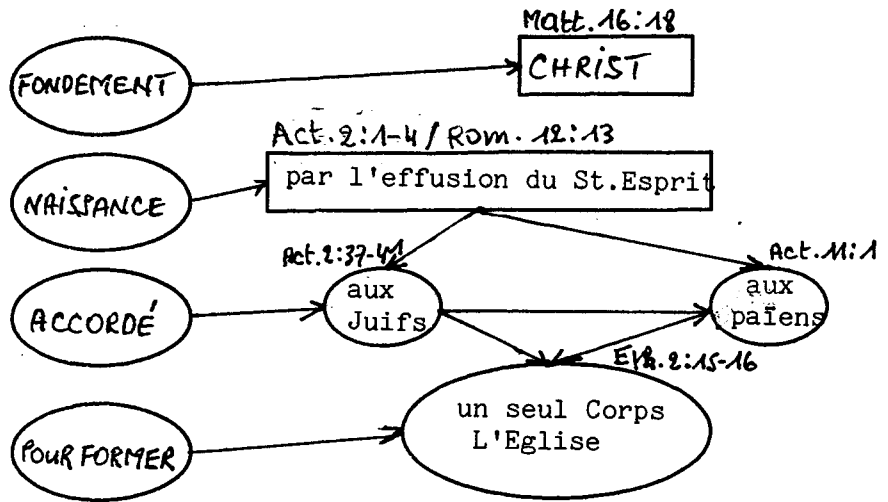 Matt. 16:18
FONDEMENT
CHRIST
Act. 2:1-4 / Rom. 12:13
NAISSANCE
par l'effusion du St.Esprit
Act. 2:37-41
Act. 11:1
ACCORDÉ
aux
Juifs
aux
païens
Eph. 2:15-16
POUR FORMER
un seul Corps
L'Eglise